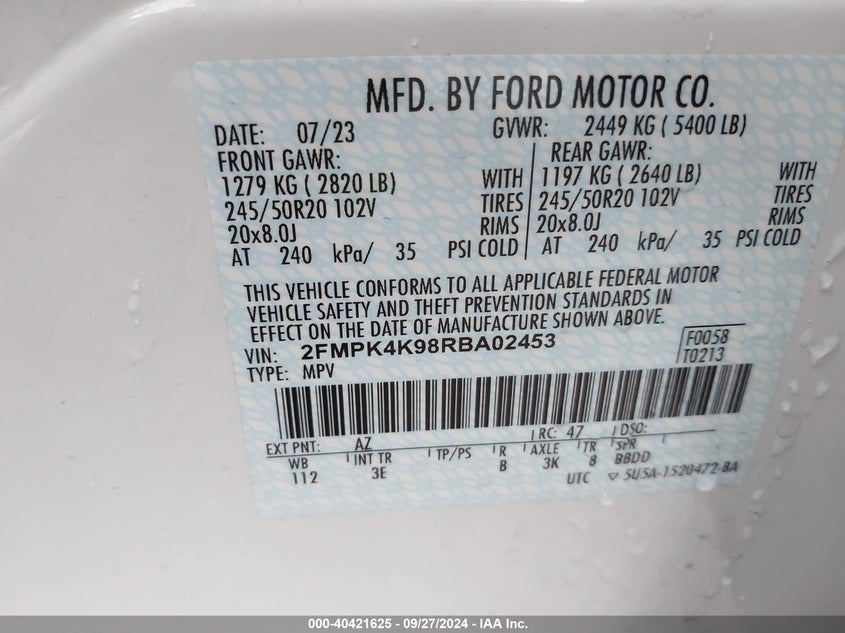 MFD. BY FORD MOTOR CO.
DATE: 07/23 GVWR: 2449 KG ( 5400 LB)
FRONT GAWR: REAR GAWR:
1279 KG ( 2820 LB) WITH 1197 KG ( 2640 LB) WITH
245/50R20 102V TIRES 245/50R20 102V TIRES
20x8.0J RIMS 20x8.0J RIMS
AT 240 kPa/ 35 PSI COLD AT 240 kPa/ 35 PSI COLD
THIS VEHICLE CONFORMS TO ALL APPLICABLE FEDERAL MOTOR
VEHICLE SAFETY AND THEFT PREVENTION STANDARDS IN
EFFECT ON THE DATE OF MANUFACTURE SHOWN ABOVE.
VIN: 2FMPK4K98RBA02453 F0058
TYPE: MPV T0213
EXT PNT: AZ RC: 47 DSO:
WB INT TR TP/PS R AXLE TR SPR
112 3E B 3K 8 BBDD
UTC ▽ 5U5A-1520472-BA
000-40421625 - 09/27/2024 - IAA Inc.